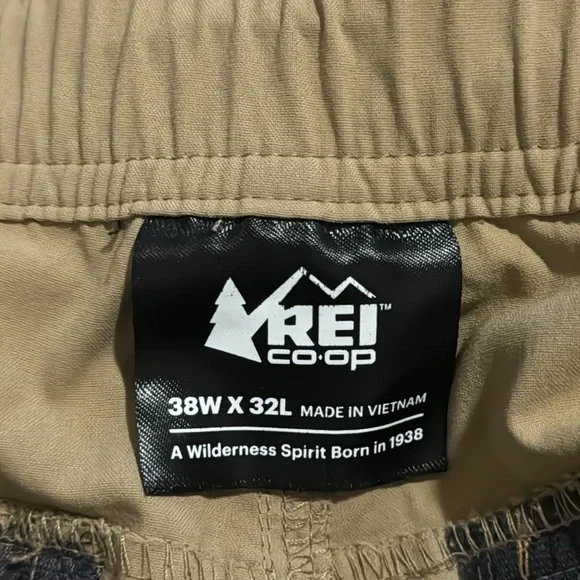 REI™
CO·OP
38W X 32L MADE IN VIETNAM
A Wilderness Spirit Born in 1938